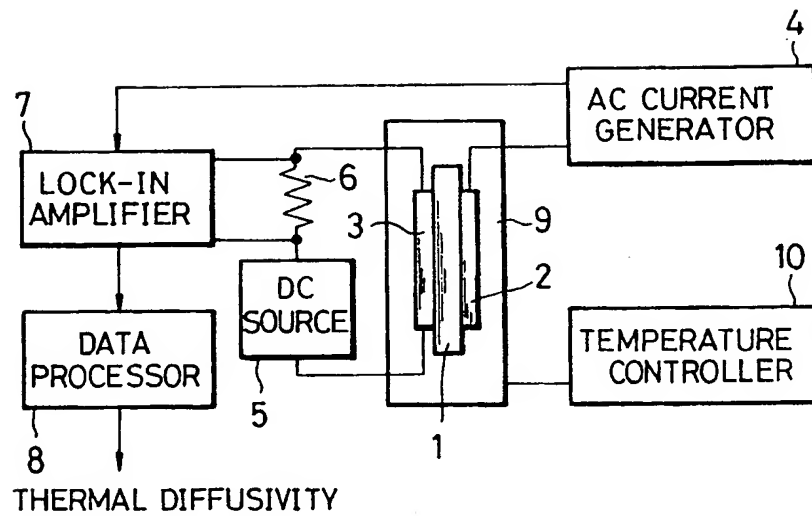 4
AC CURRENT
GENERATOR
7
LOCK-IN
AMPLIFIER
6
3
9
2
DC
SOURCE
5
10
TEMPERATURE
CONTROLLER
DATA
PROCESSOR
8
1
THERMAL DIFFUSIVITY